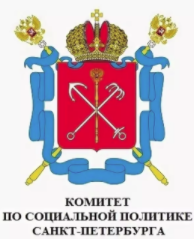 КОМИТЕТ
ПО СОЦИАЛЬНОЙ ПОЛИТИКЕ
САНКТ-ПЕТЕРБУРГА